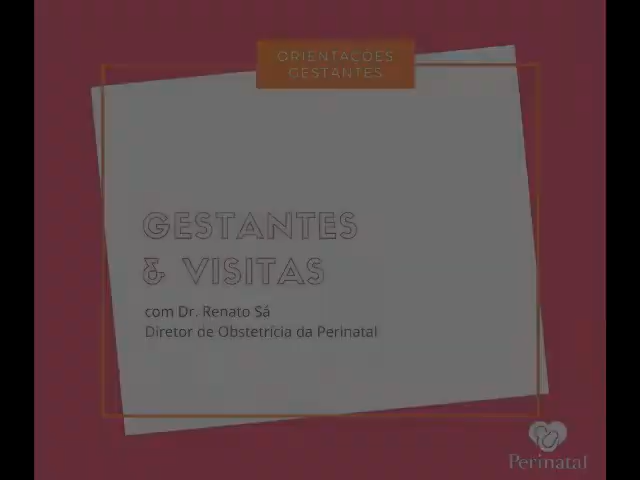 ORIENTAÇÕES
GESTANTES
GESTANTES
& VISITAS
com Dr. Renato Sá
Diretor de Obstetrícia da Perinatal
Perinatal